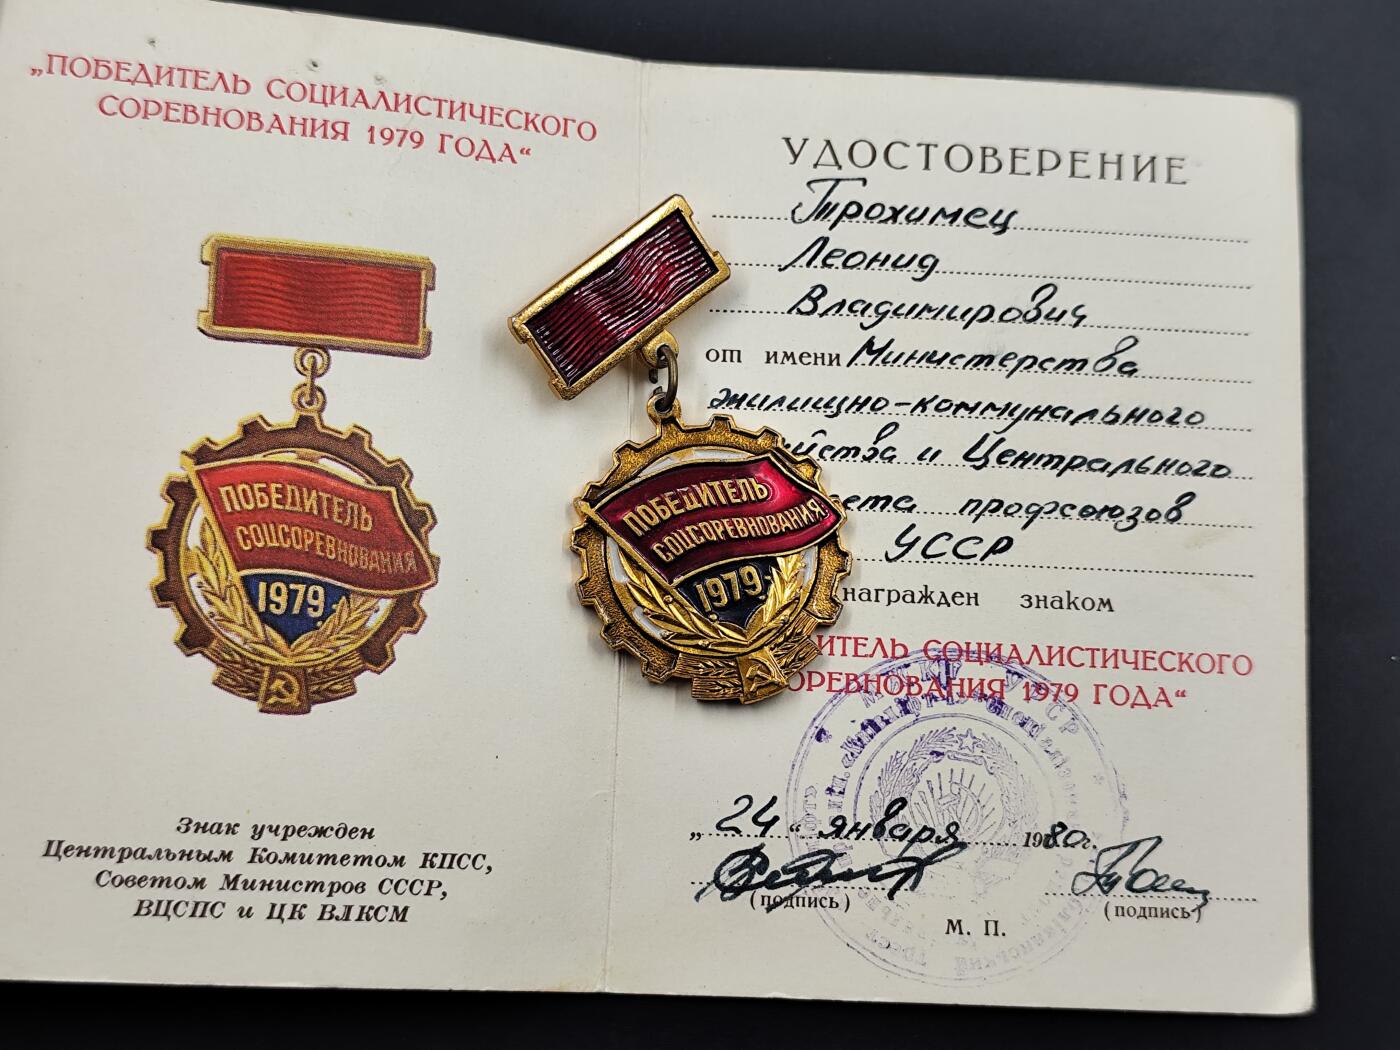 „ПОБЕДИТЕЛЬ СОЦИАЛИСТИЧЕСКОГО
СОРЕВНОВАНИЯ 1979 ГОДА“
ПОБЕДИТЕЛЬ
СОЦСОРЕВНОВАНИЯ
1979
Знак учрежден
Центральным Комитетом КПСС,
Советом Министров СССР,
ВЦСПС и ЦК ВЛКСМ
ПОБЕДИТЕЛЬ
СОЦСОРЕВНОВАНИЯ
1979
УДОСТОВЕРЕНИЕ
Трохимец
Леонид
Владимирович
от имени Министерства
жилищно-коммунального
йства и Центрального
ета профсоюзов
УССР
награжден знаком
ИТЕЛЬ СОЦИАЛИСТИЧЕСКОГО
ОРЕВНОВАНИЯ 1979 ГОДА“
„24“ января 1980г.
(подпись)
(подпись)
М. П.